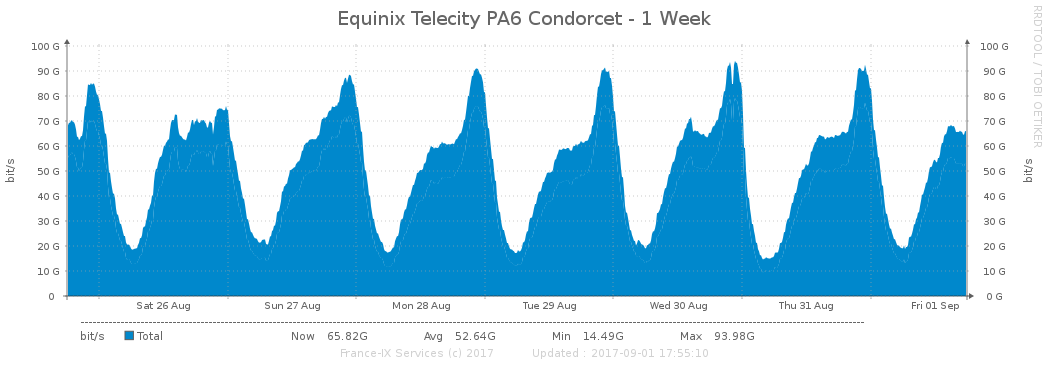 Equinix Telecity PA6 Condorcet - 1 Week
RRDTOOL / TOBI OETIKER
bit/s
100 G 100 G
90 G 90 G
80 G 80 G
70 G 70 G
60 G 60 G
50 G 50 G
40 G 40 G
30 G 30 G
20 G 20 G
10 G 10 G
0 0 G
bit/s
Sat 26 Aug Sun 27 Aug Mon 28 Aug Tue 29 Aug Wed 30 Aug Thu 31 Aug Fri 01 Sep
bit/s Total Now 65.82G Avg 52.64G Min 14.49G Max 93.98G
France-IX Services (c) 2017 Updated : 2017-09-01 17:55:10